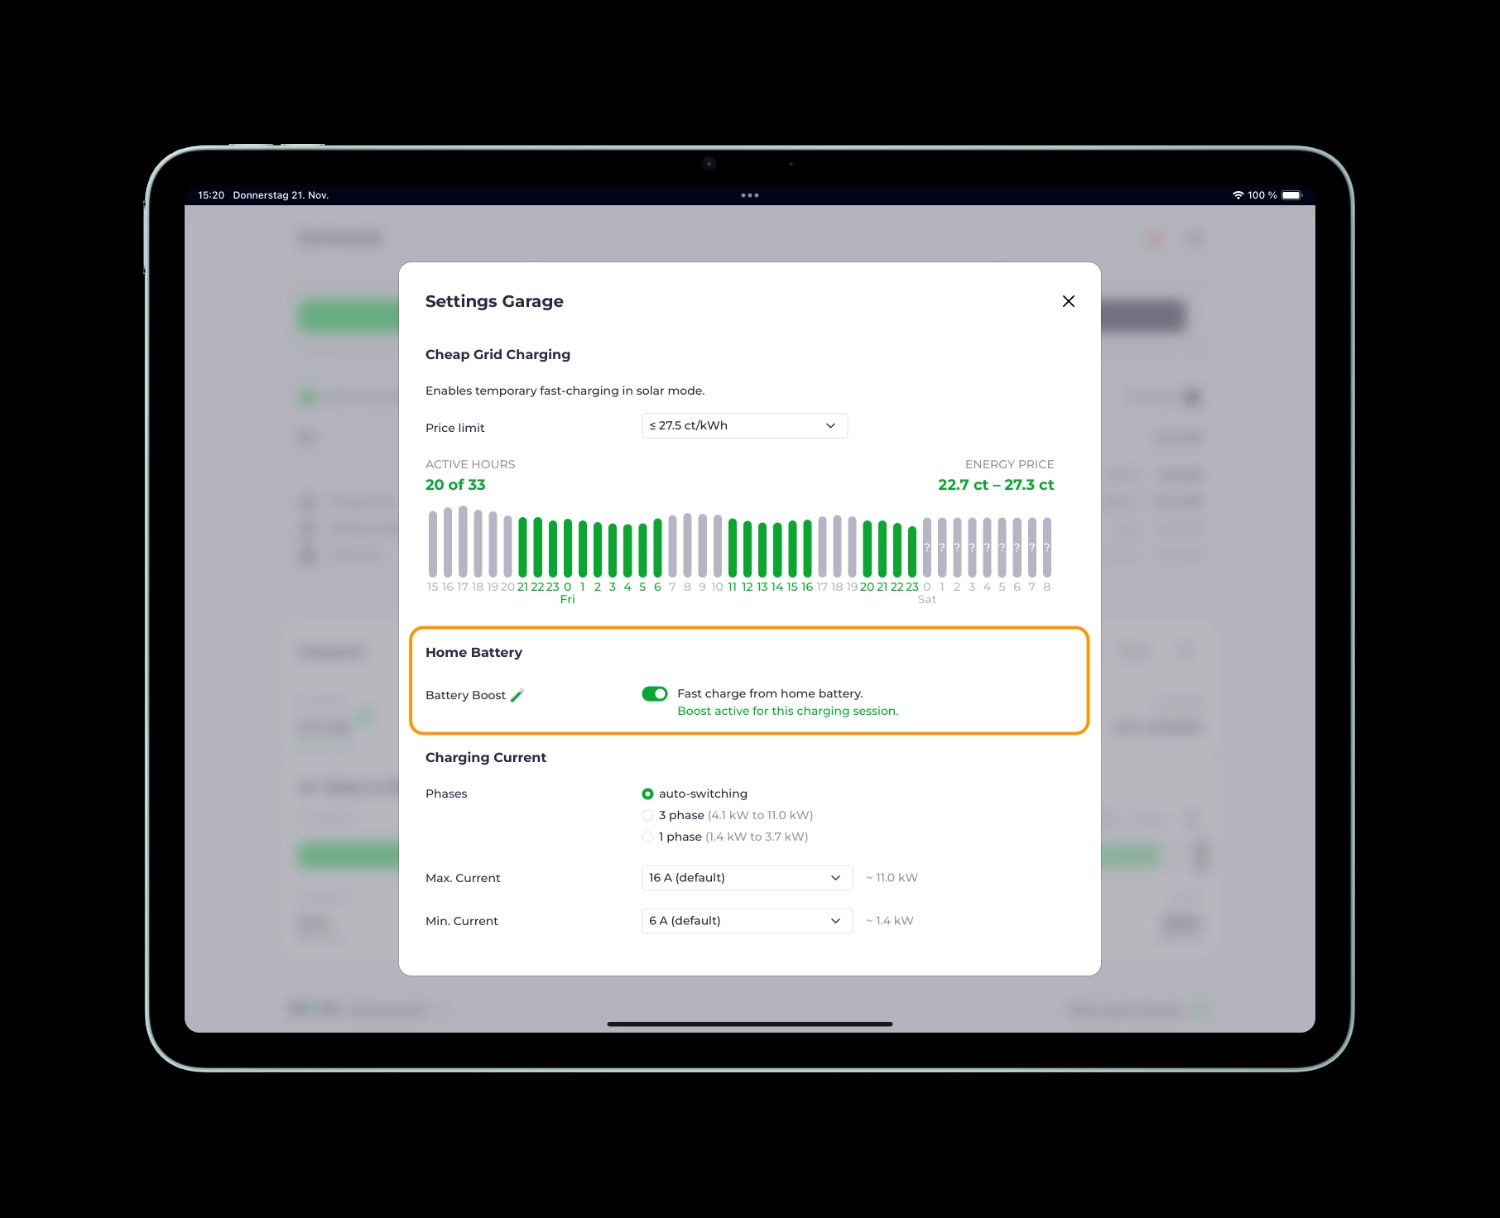 15:20 Donnerstag 21. Nov.
100 %
Settings Garage
Cheap Grid Charging
Enables temporary fast-charging in solar mode.
Price limit
≤ 27.5 ct/kWh
ACTIVE HOURS
ENERGY PRICE
20 of 33
22.7 ct – 27.3 ct
? ? ? ? ? ? ? ? ?
15 16 17 18 19 20 21 22 23 0 1 2 3 4 5 6 7 8 9 10 11 12 13 14 15 16 17 18 19 20 21 22 23 0 1 2 3 4 5 6 7 8
Fri Sat
Home Battery
Battery Boost
Fast charge from home battery.
Boost active for this charging session.
Charging Current
Phases
auto-switching
3 phase (4.1 kW to 11.0 kW)
1 phase (1.4 kW to 3.7 kW)
Max. Current
16 A (default)
~ 11.0 kW
Min. Current
6 A (default)
~ 1.4 kW